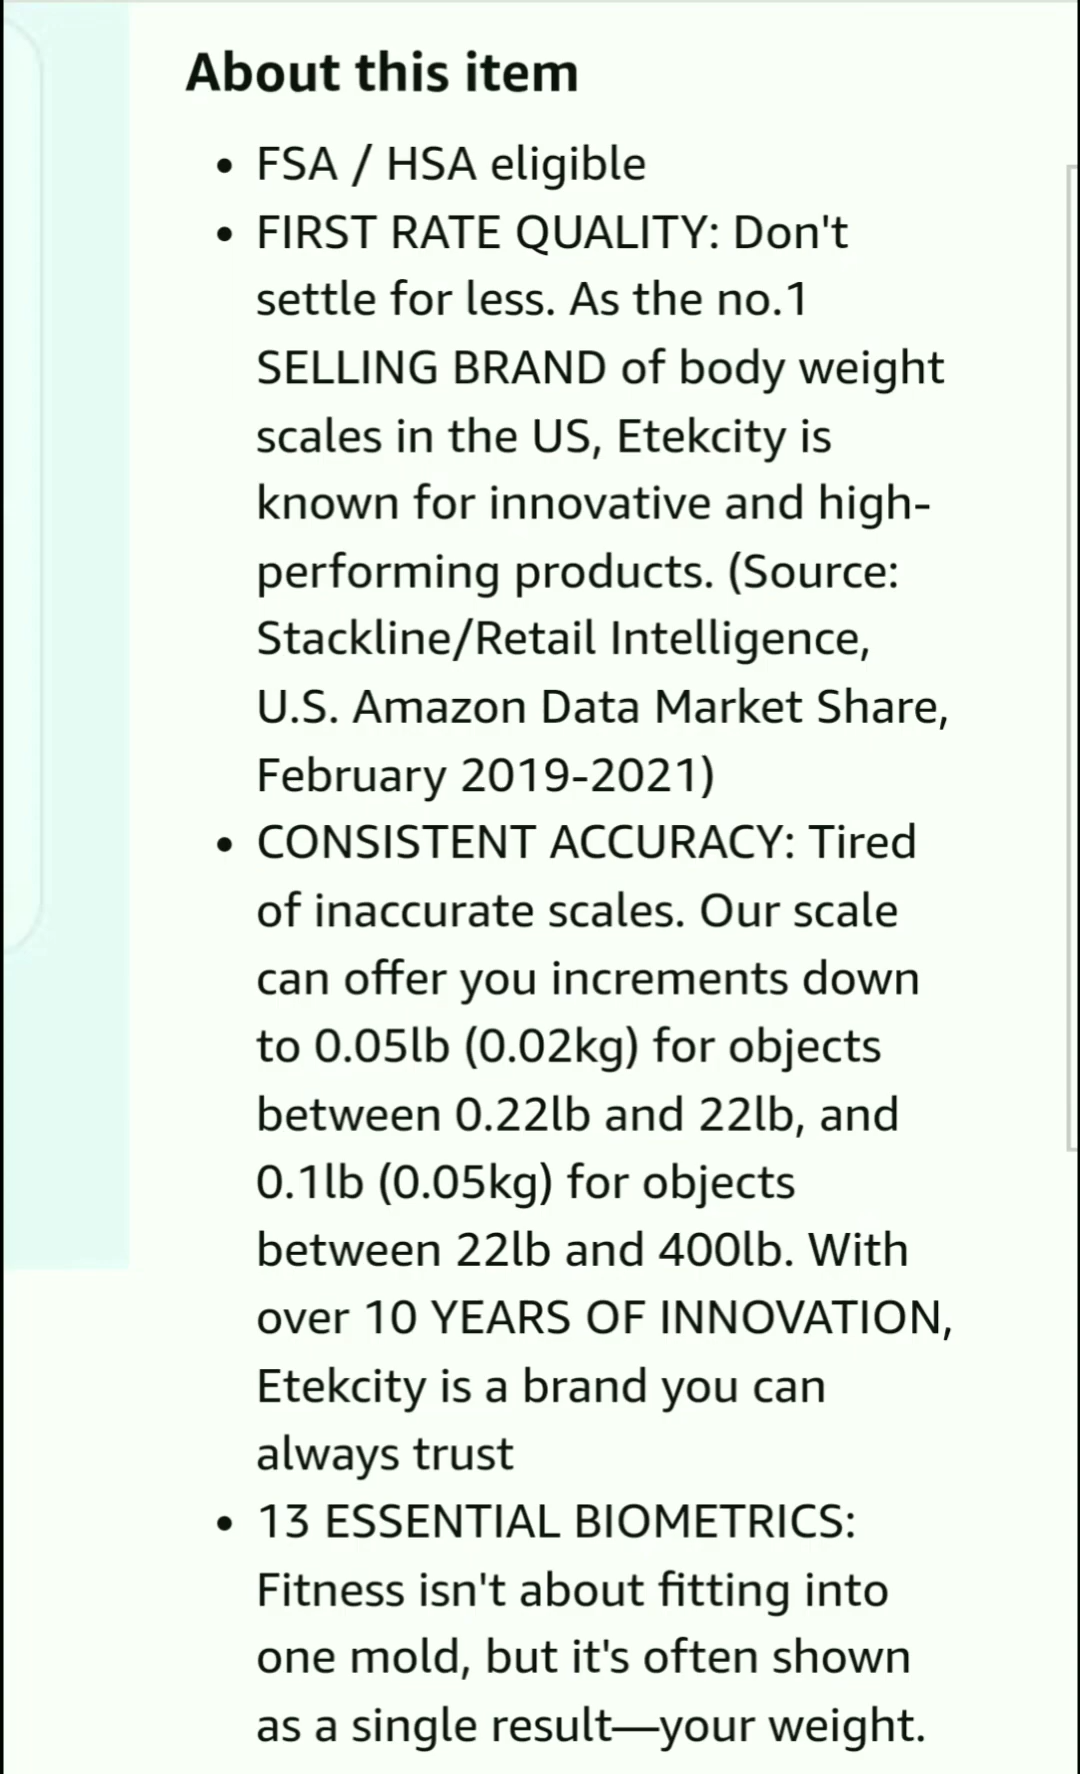 About this item
• FSA / HSA eligible
• FIRST RATE QUALITY: Don't
settle for less. As the no.1
SELLING BRAND of body weight
scales in the US, Etekcity is
known for innovative and high-
performing products. (Source:
Stackline/Retail Intelligence,
U.S. Amazon Data Market Share,
February 2019-2021)
• CONSISTENT ACCURACY: Tired
of inaccurate scales. Our scale
can offer you increments down
to 0.05lb (0.02kg) for objects
between 0.22lb and 22lb, and
0.1lb (0.05kg) for objects
between 22lb and 400lb. With
over 10 YEARS OF INNOVATION,
Etekcity is a brand you can
always trust
• 13 ESSENTIAL BIOMETRICS:
Fitness isn't about fitting into
one mold, but it's often shown
as a single result—your weight.